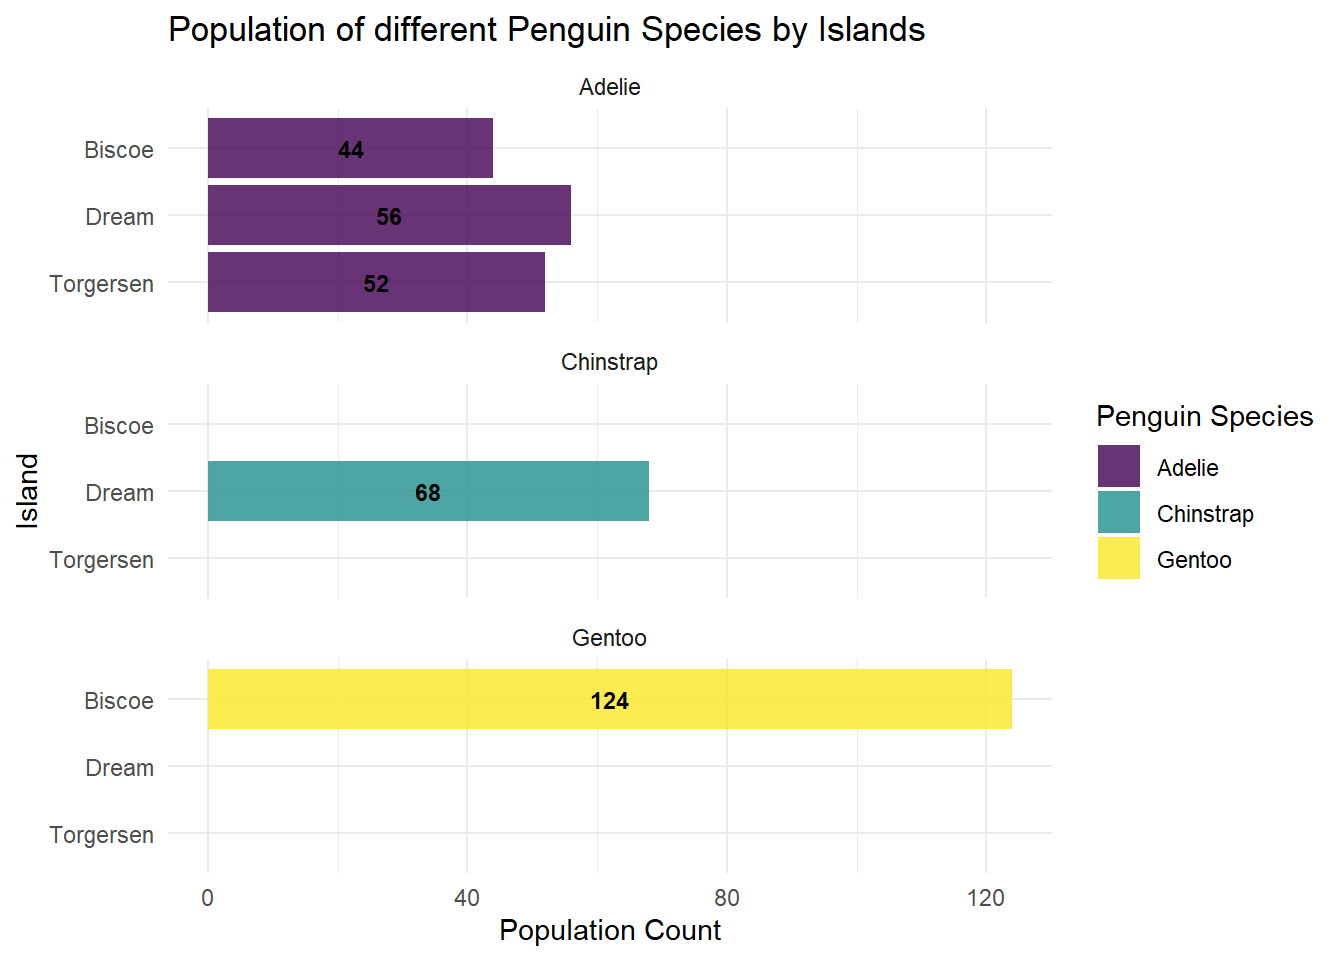 Population of different Penguin Species by Islands
Adelie
Biscoe 44
Dream 56
Torgersen 52
Chinstrap
Biscoe
Dream 68
Torgersen
Gentoo
Biscoe 124
Dream
Torgersen
0 40 80 120
Population Count
Island
Penguin Species
Adelie
Chinstrap
Gentoo